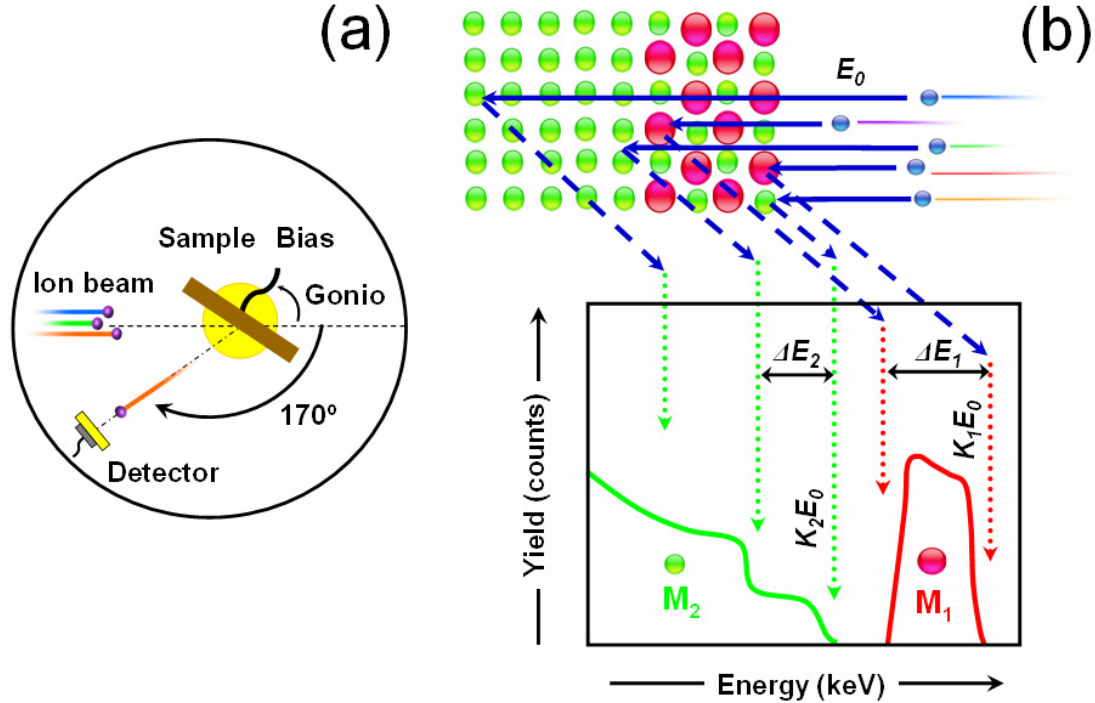 (a)
Sample Bias
Ion beam
Gonio
170º
Detector
(b)
E0
ΔE2
ΔE1
K1E0
K2E0
M2
M1
Yield (counts)
Energy (keV)